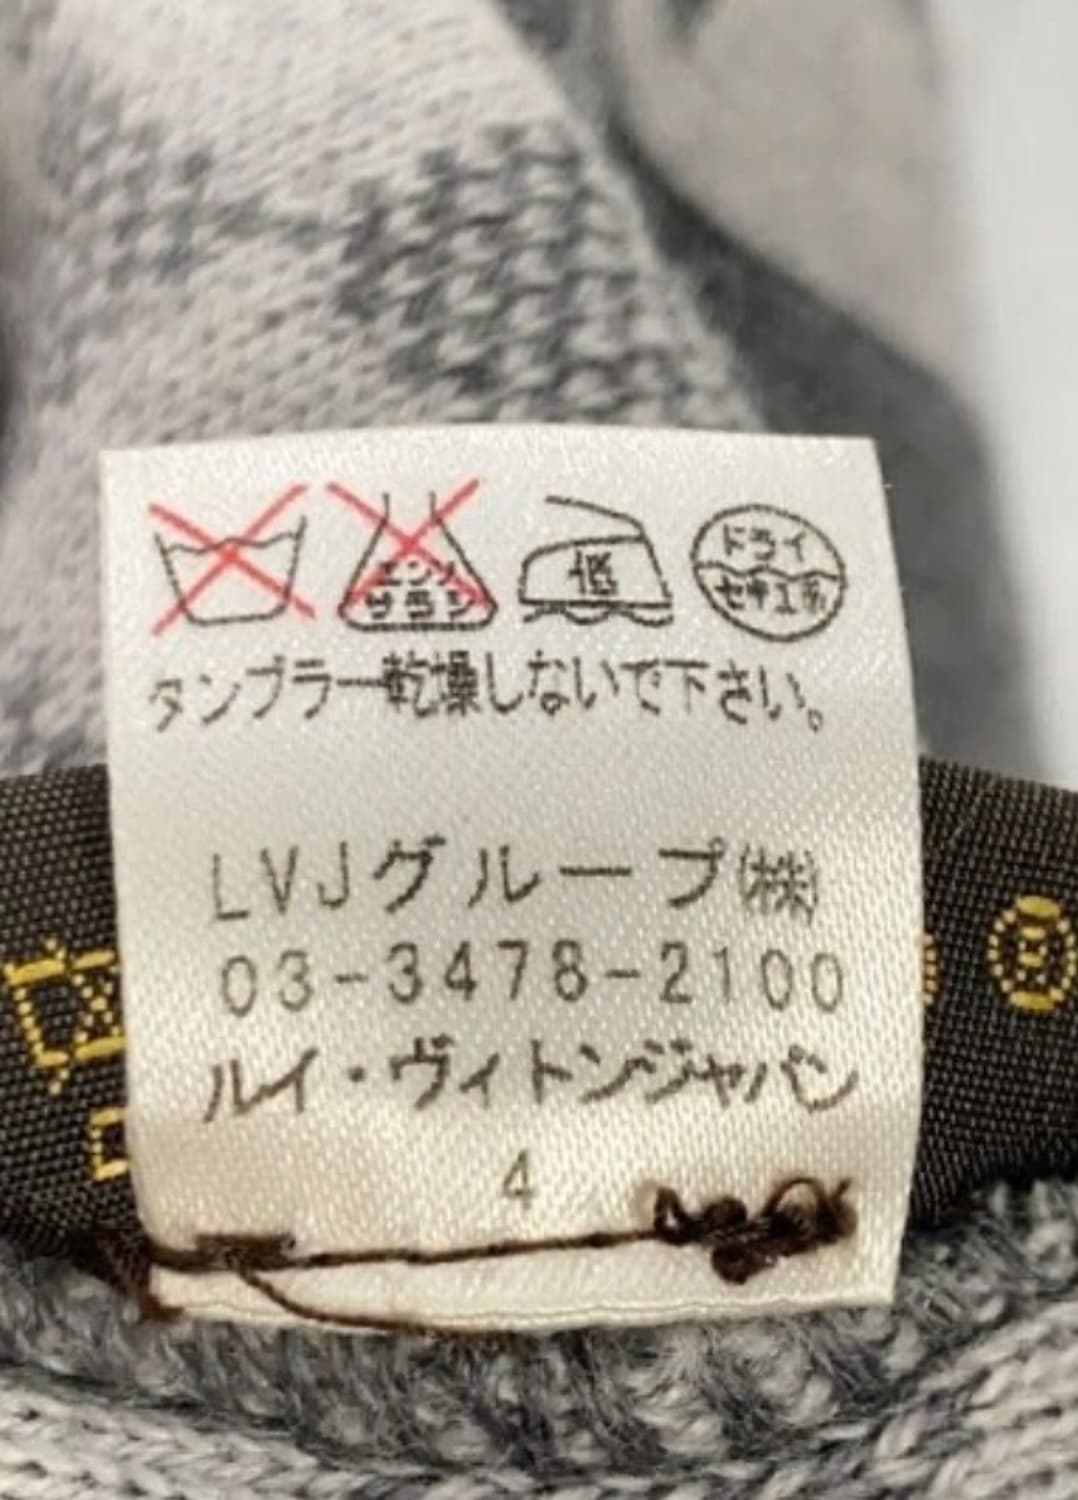 エンソ
サラシ
低
ドライ
セキユ系
タンブラー乾燥しないで下さい。
LVJグループ㈱
03-3478-2100
ルイ・ヴィトンジャパン
4
®